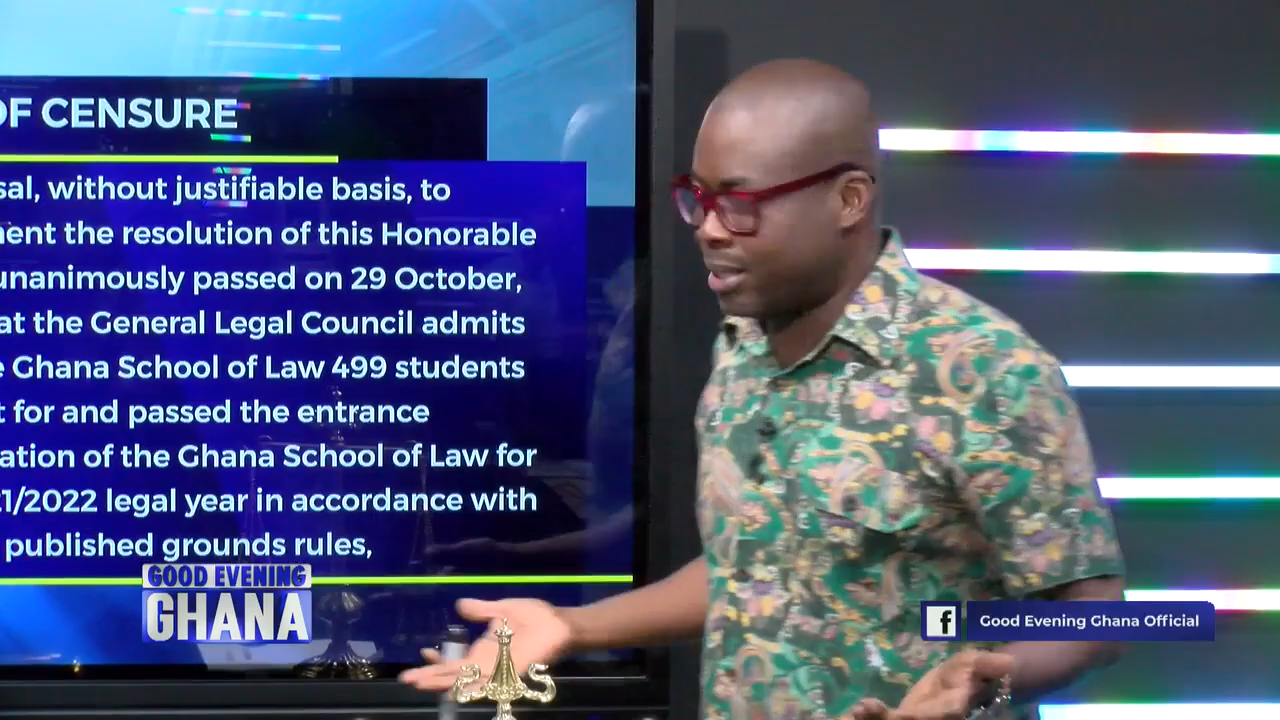 OF CENSURE
sal, without justifiable basis, to
ent the resolution of this Honorable
unanimously passed on 29 October,
at the General Legal Council admits
e Ghana School of Law 499 students
t for and passed the entrance
ation of the Ghana School of Law for
1/2022 legal year in accordance with
published grounds rules,
GOOD EVENING
GHANA
f Good Evening Ghana Official